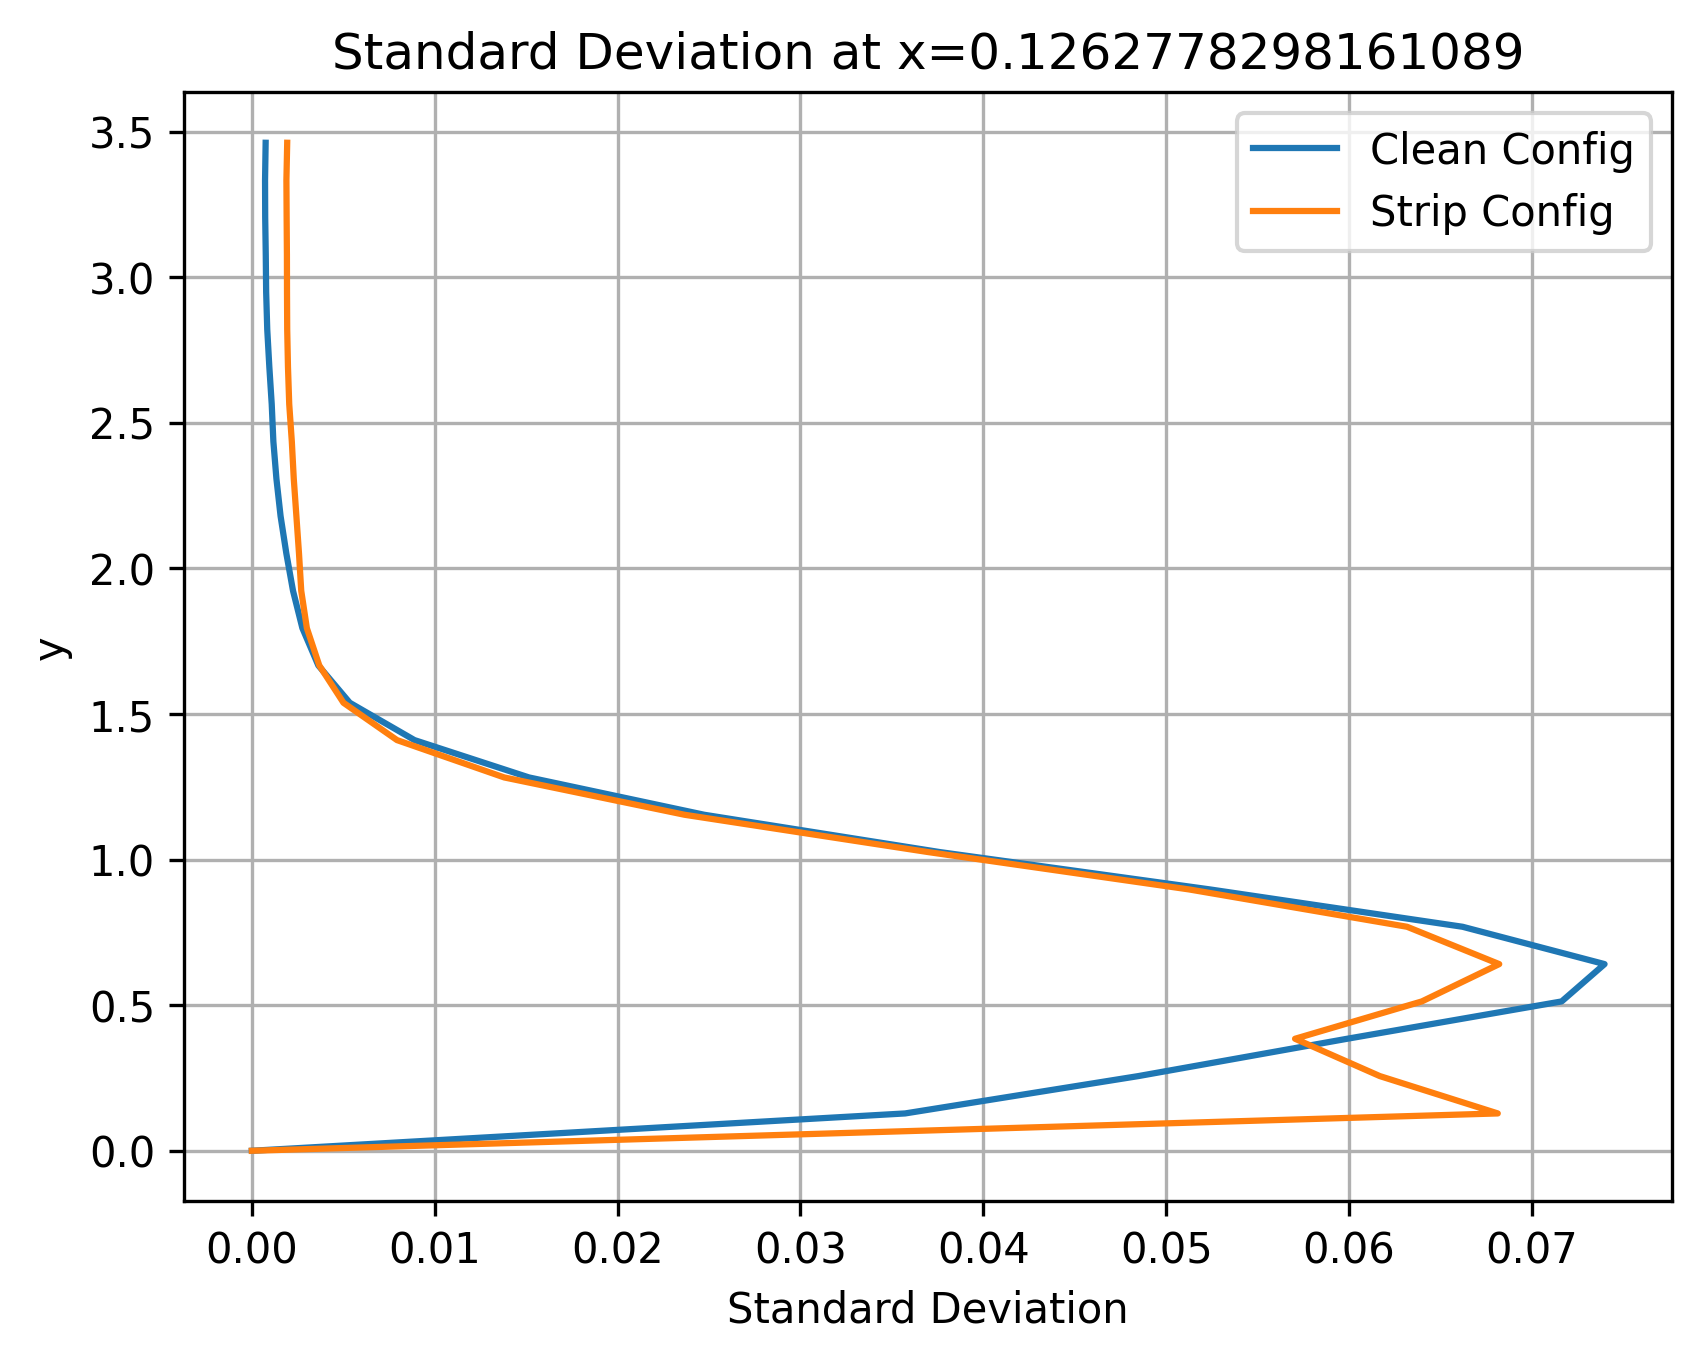 Standard Deviation at x=0.1262778298161089
Clean Config
Strip Config
3.5
3.0
2.5
2.0
1.5
1.0
0.5
0.0
y
0.00 0.01 0.02 0.03 0.04 0.05 0.06 0.07
Standard Deviation